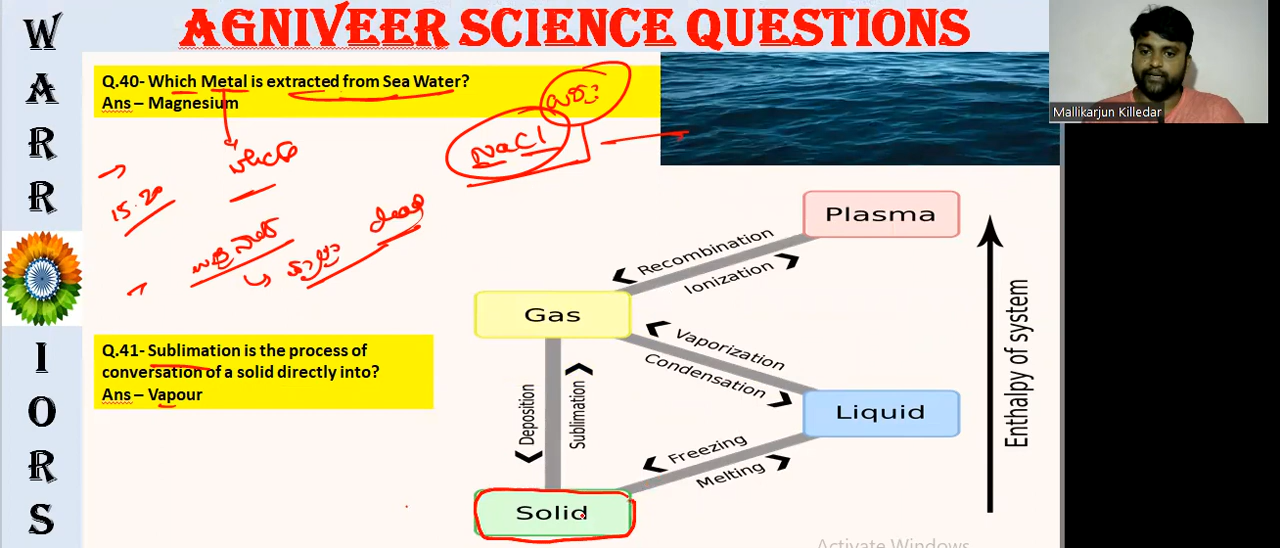 AGNIVEER SCIENCE QUESTIONS
WARRIORS
Q.40- Which Metal is extracted from Sea Water?
Ans – Magnesium
NaCl
15.20
Mallikarjun Killedar
Plasma
Recombination
Ionization
Gas
Vaporization
Condensation
Q.41- Sublimation is the process of
conversation of a solid directly into?
Ans – Vapour
Deposition
Sublimation
Liquid
Freezing
Melting
Solid
Enthalpy of system
Activate Windows